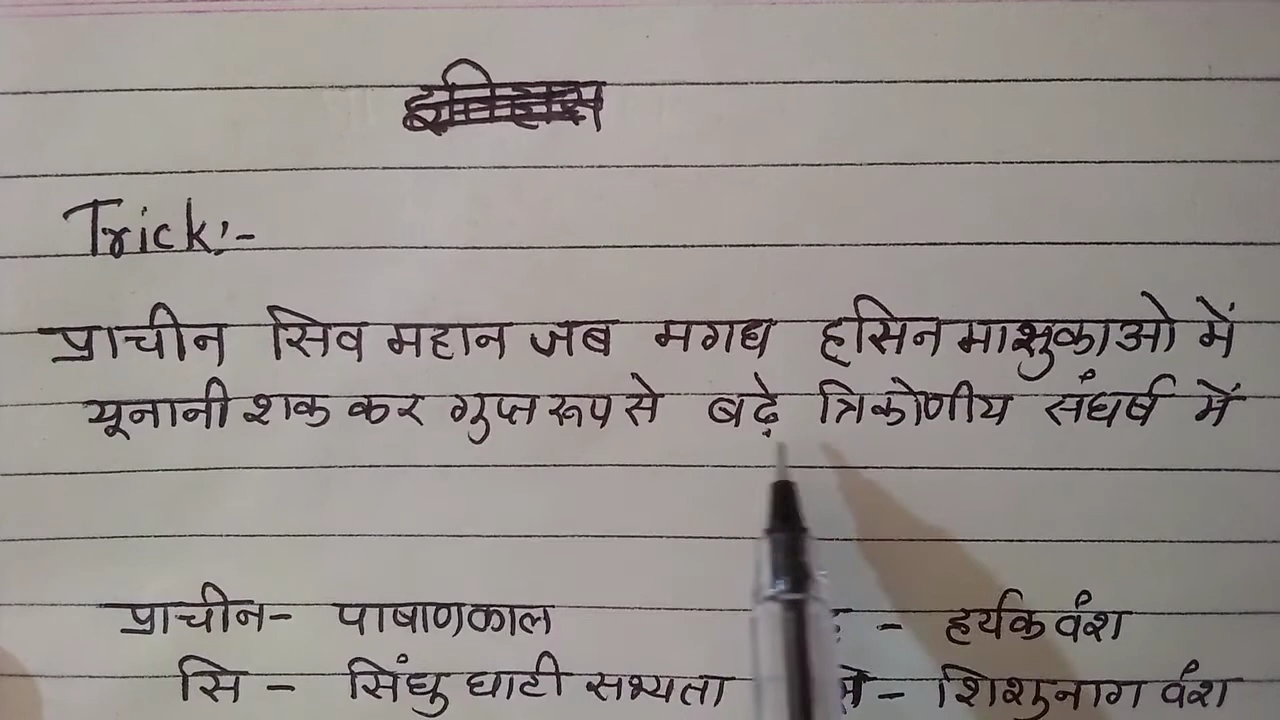 इतिहास
Trick:-
प्राचीन सिव महान जब मगध हसिन माशुकाओ में
यूनानी शक कर गुप्त रूप से बढ़े त्रिकोणीय संघर्ष में
प्राचीन - पाषाणकाल - हर्यक वंश
सि - सिंधु घाटी सभ्यता - शिशुनाग वंश